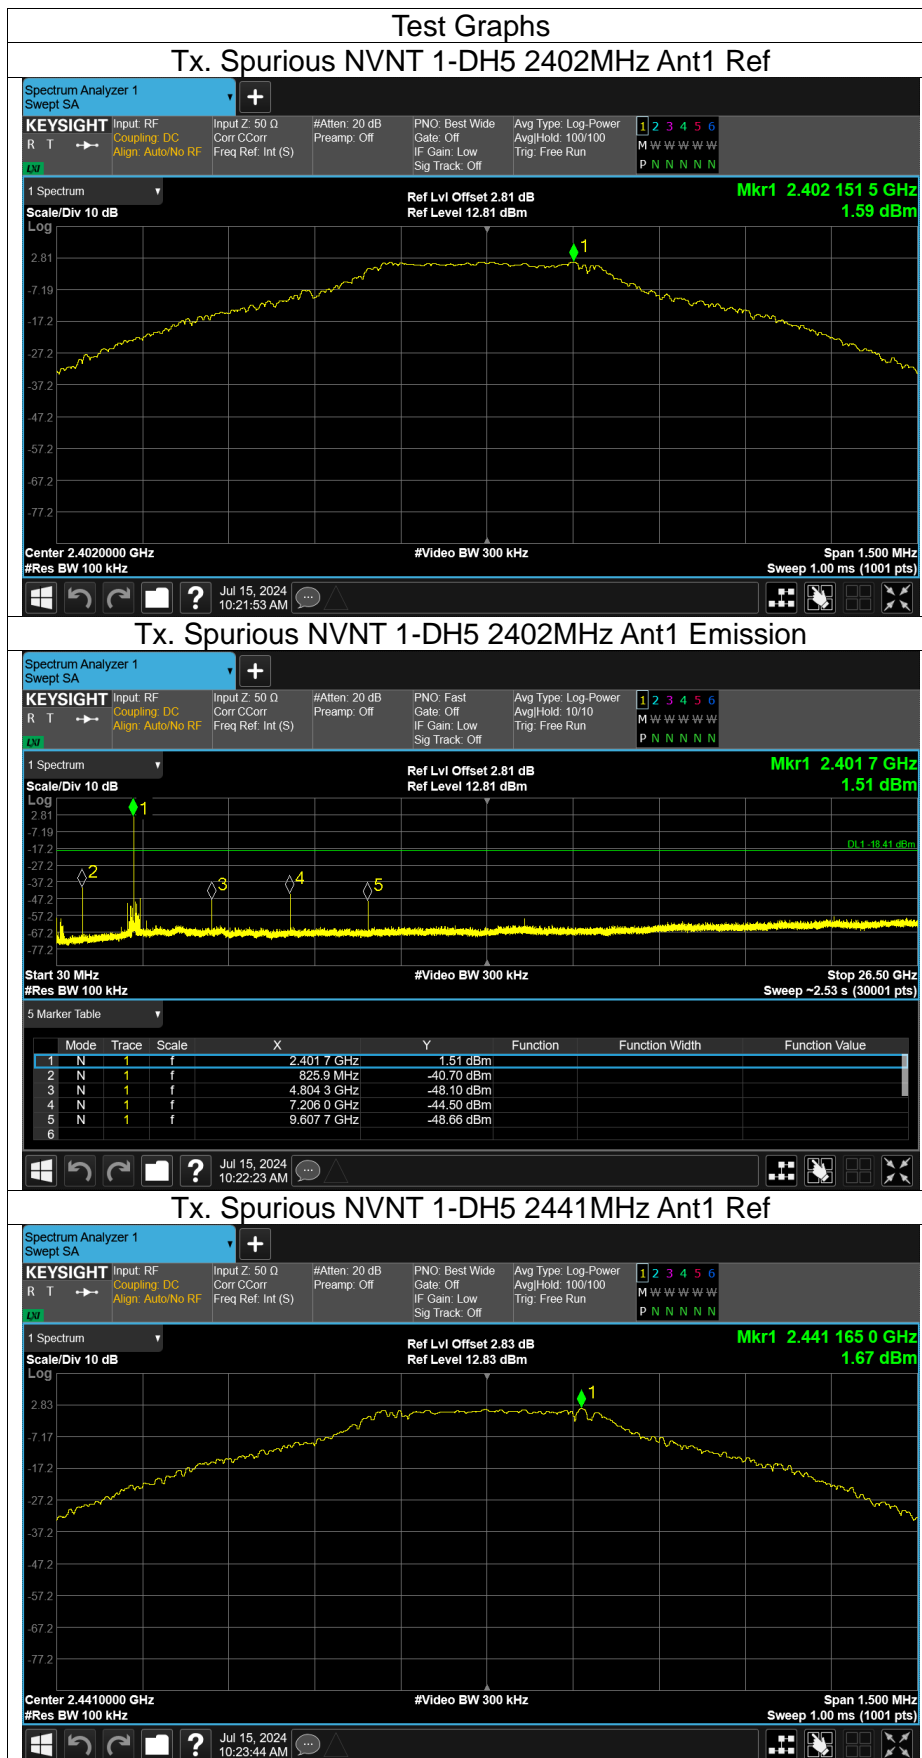 Test Graphs
Tx. Spurious NVNT 1-DH5 2402MHz Ant1 Ref
Spectrum Analyzer 1
Swept SA
KEYSIGHT Input: RF Input Z: 50 Ω #Atten: 20 dB PNO: Best Wide Avg Type: Log-Power 1 2 3 4 5 6
R T Coupling: DC Corr CCorr Preamp: Off Gate: Off Avg|Hold: 100/100 M W W W W W
Align: Auto/No RF Freq Ref: Int (S) IF Gain: Low Trig: Free Run
LXI Sig Track: Off P N N N N N
1 Spectrum Ref Lvl Offset 2.81 dB Mkr1 2.402 151 5 GHz
Scale/Div 10 dB Ref Level 12.81 dBm 1.59 dBm
Log
1
2.81
-7.19
-17.2
-27.2
-37.2
-47.2
-57.2
-67.2
-77.2
Center 2.4020000 GHz #Video BW 300 kHz Span 1.500 MHz
#Res BW 100 kHz Sweep 1.00 ms (1001 pts)
Jul 15, 2024
10:21:53 AM
Tx. Spurious NVNT 1-DH5 2402MHz Ant1 Emission
Spectrum Analyzer 1
Swept SA
KEYSIGHT Input: RF Input Z: 50 Ω #Atten: 20 dB PNO: Fast Avg Type: Log-Power 1 2 3 4 5 6
R T Coupling: DC Corr CCorr Preamp: Off Gate: Off Avg|Hold: 10/10 M W W W W W
Align: Auto/No RF Freq Ref: Int (S) IF Gain: Low Trig: Free Run
LXI Sig Track: Off P N N N N N
1 Spectrum Ref Lvl Offset 2.81 dB Mkr1 2.401 7 GHz
Scale/Div 10 dB Ref Level 12.81 dBm 1.51 dBm
Log
1
2.81
-7.19
-17.2 DL1 -18.41 dBm
-27.2
2 3 4 5
-37.2
-47.2
-57.2
-67.2
-77.2
Start 30 MHz #Video BW 300 kHz Stop 26.50 GHz
#Res BW 100 kHz Sweep ~2.53 s (30001 pts)
5 Marker Table
Mode Trace Scale X Y Function Function Width Function Value
1 N 1 f 2.401 7 GHz 1.51 dBm
2 N 1 f 825.9 MHz -40.70 dBm
3 N 1 f 4.804 3 GHz -48.10 dBm
4 N 1 f 7.206 0 GHz -44.50 dBm
5 N 1 f 9.607 7 GHz -48.66 dBm
6
Jul 15, 2024
10:22:23 AM
Tx. Spurious NVNT 1-DH5 2441MHz Ant1 Ref
Spectrum Analyzer 1
Swept SA
KEYSIGHT Input: RF Input Z: 50 Ω #Atten: 20 dB PNO: Best Wide Avg Type: Log-Power 1 2 3 4 5 6
R T Coupling: DC Corr CCorr Preamp: Off Gate: Off Avg|Hold: 100/100 M W W W W W
Align: Auto/No RF Freq Ref: Int (S) IF Gain: Low Trig: Free Run
LXI Sig Track: Off P N N N N N
1 Spectrum Ref Lvl Offset 2.83 dB Mkr1 2.441 165 0 GHz
Scale/Div 10 dB Ref Level 12.83 dBm 1.67 dBm
Log
1
2.83
-7.17
-17.2
-27.2
-37.2
-47.2
-57.2
-67.2
-77.2
Center 2.4410000 GHz #Video BW 300 kHz Span 1.500 MHz
#Res BW 100 kHz Sweep 1.00 ms (1001 pts)
Jul 15, 2024
10:23:44 AM